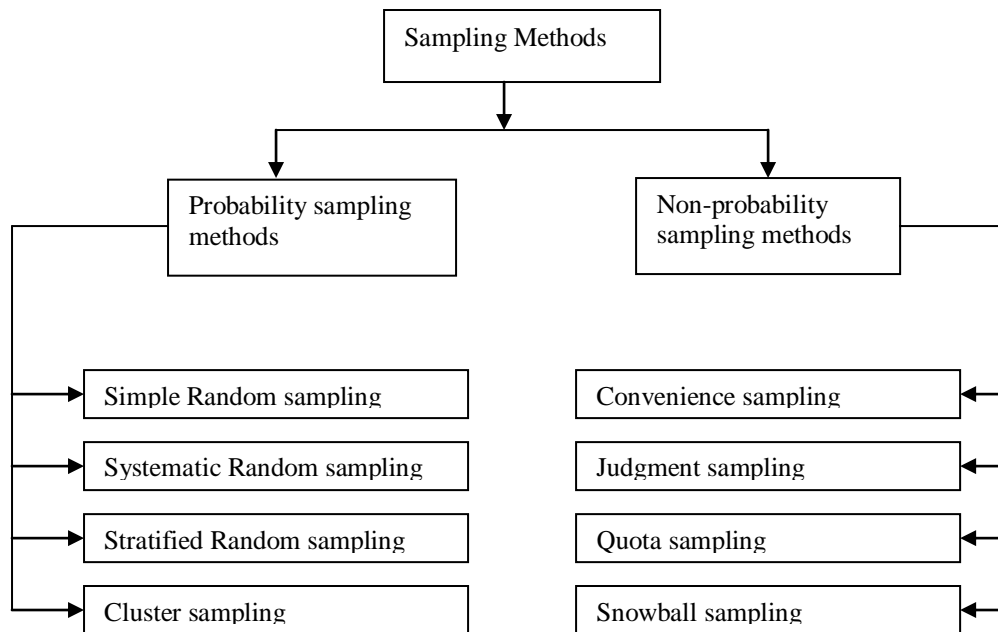 Sampling Methods
Probability sampling
methods
Non-probability
sampling methods
Simple Random sampling
Systematic Random sampling
Stratified Random sampling
Cluster sampling
Convenience sampling
Judgment sampling
Quota sampling
Snowball sampling